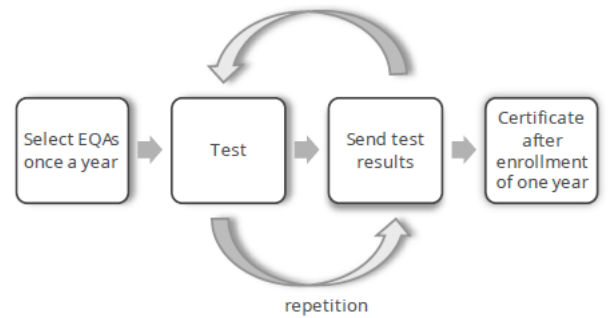 Select EQAs
once a year
Test
Send test
results
Certificate
after
enrollment
of one year
repetition